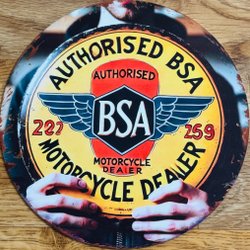 AUTHORISED BSA
AUTHORISED
BSA
227 259
MOTORCYCLE
DEALER
MOTORCYCLE DEALER